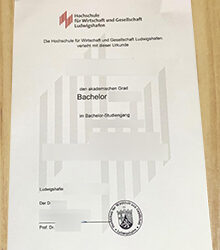 Hochschule
für Wirtschaft und Gesellschaft
Ludwigshafen
Die Hochschule für Wirtschaft und Gesellschaft Ludwigshafen
verleiht mit dieser Urkunde
den akademischen Grad
Bachelor
im Bachelor-Studiengang
Ludwigshafen
Der D
Prof. Dr.